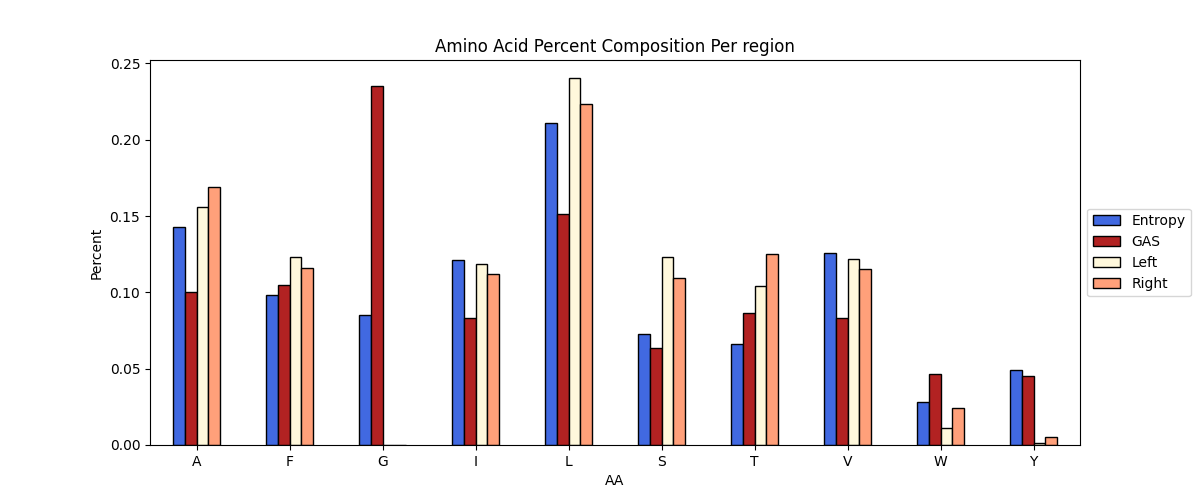 Amino Acid Percent Composition Per region
0.25
0.20
0.15
0.10
0.05
0.00
Percent
A F G I L S T V W Y
AA
Entropy
GAS
Left
Right